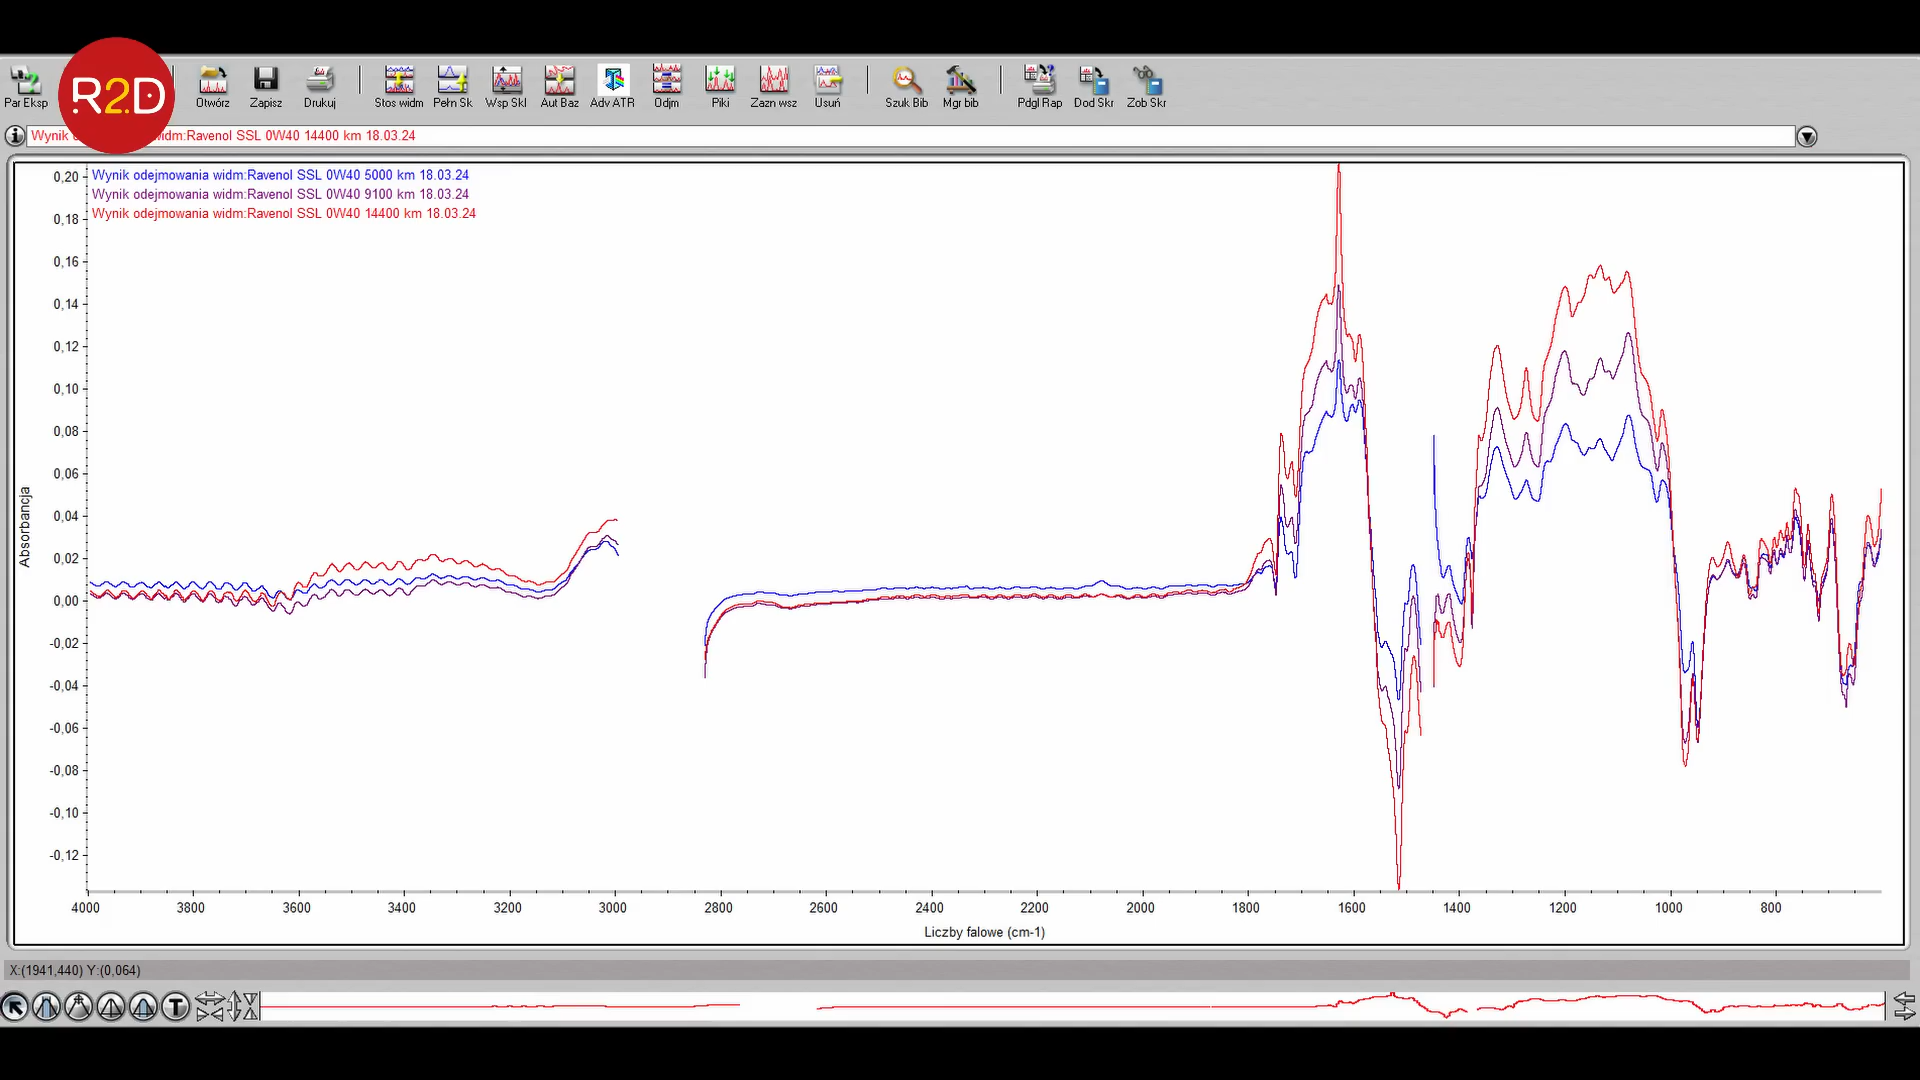 R2D
Par Eksp Otwórz Zapisz Drukuj Stos widm Pełn Sk Wsp Skl Aut Baz Adv ATR Odjm Piki Zazn wsz Usuń Szuk Bib Mgr bib Pdgl Rap Dod Skr Zob Skr
Wynik o idm:Ravenol SSL 0W40 14400 km 18.03.24
Wynik odejmowania widm:Ravenol SSL 0W40 5000 km 18.03.24
Wynik odejmowania widm:Ravenol SSL 0W40 9100 km 18.03.24
Wynik odejmowania widm:Ravenol SSL 0W40 14400 km 18.03.24
0,20
0,18
0,16
0,14
0,12
0,10
0,08
0,06
0,04
0,02
0,00
-0,02
-0,04
-0,06
-0,08
-0,10
-0,12
Absorbancja
4000 3800 3600 3400 3200 3000 2800 2600 2400 2200 2000 1800 1600 1400 1200 1000 800
Liczby falowe (cm-1)
X:(1941,440) Y:(0,064)
T